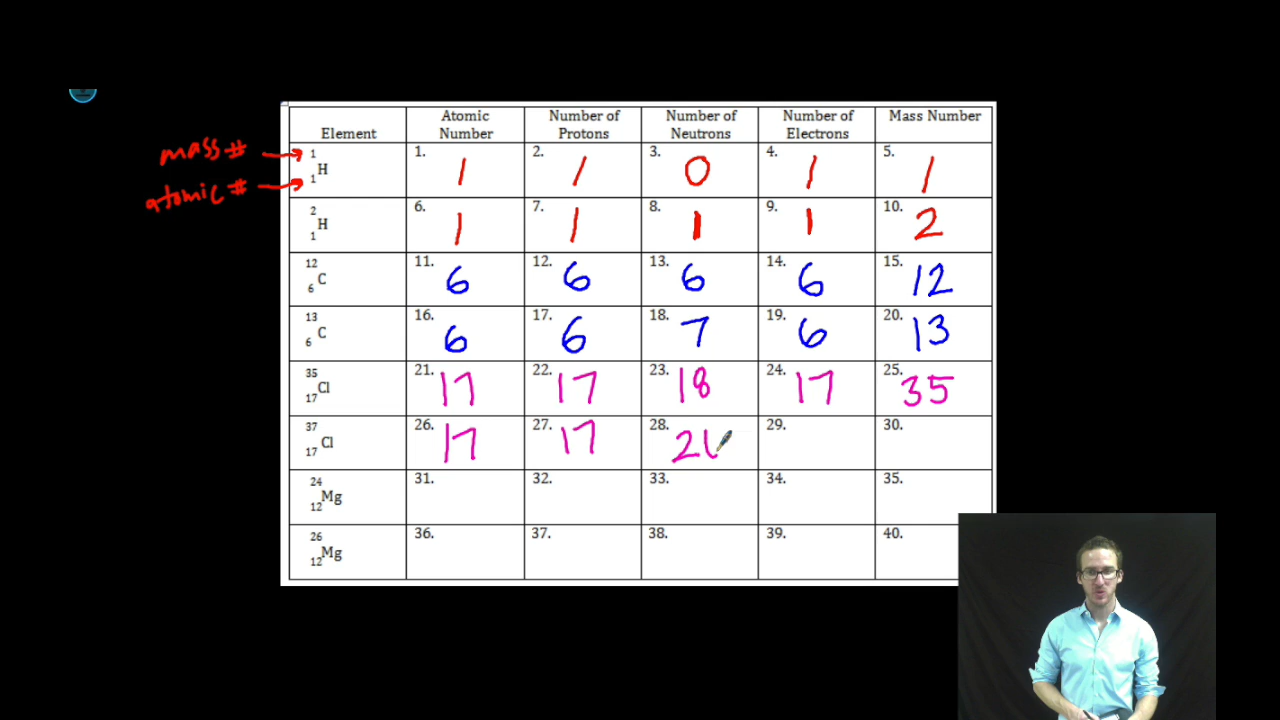 Element Atomic Number Number of Protons Number of Neutrons Number of Electrons Mass Number
mass #
atomic #
1 1 H 1. 1 2. 1 3. 0 4. 1 5. 1
2 1 H 6. 1 7. 1 8. 1 9. 1 10. 2
12 6 C 11. 6 12. 6 13. 6 14. 6 15. 12
13 6 C 16. 6 17. 6 18. 7 19. 6 20. 13
35 17 Cl 21. 17 22. 17 23. 18 24. 17 25. 35
37 17 Cl 26. 17 27. 17 28. 29. 30.
24 12 Mg 31. 32. 33. 34. 35.
26 12 Mg 36. 37. 38. 39. 40.